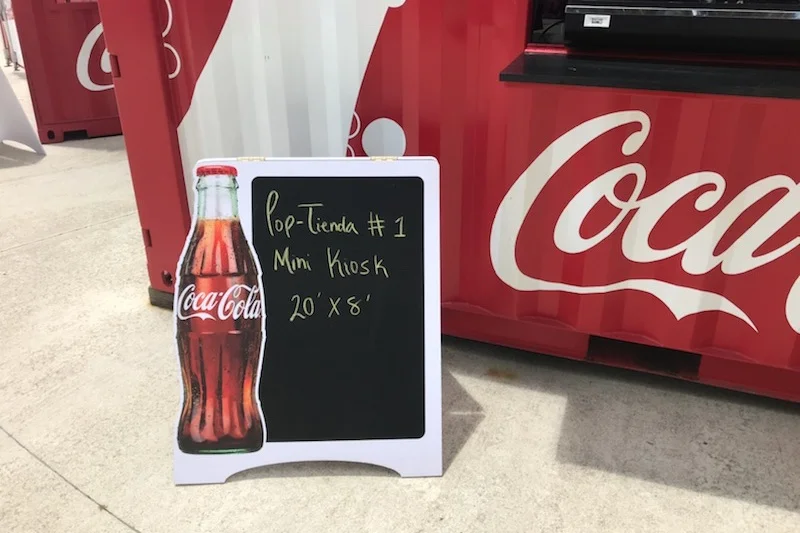 Pop-Tienda # 1
Mini Kiosk
20' X 8'
Coca-Cola
Coca